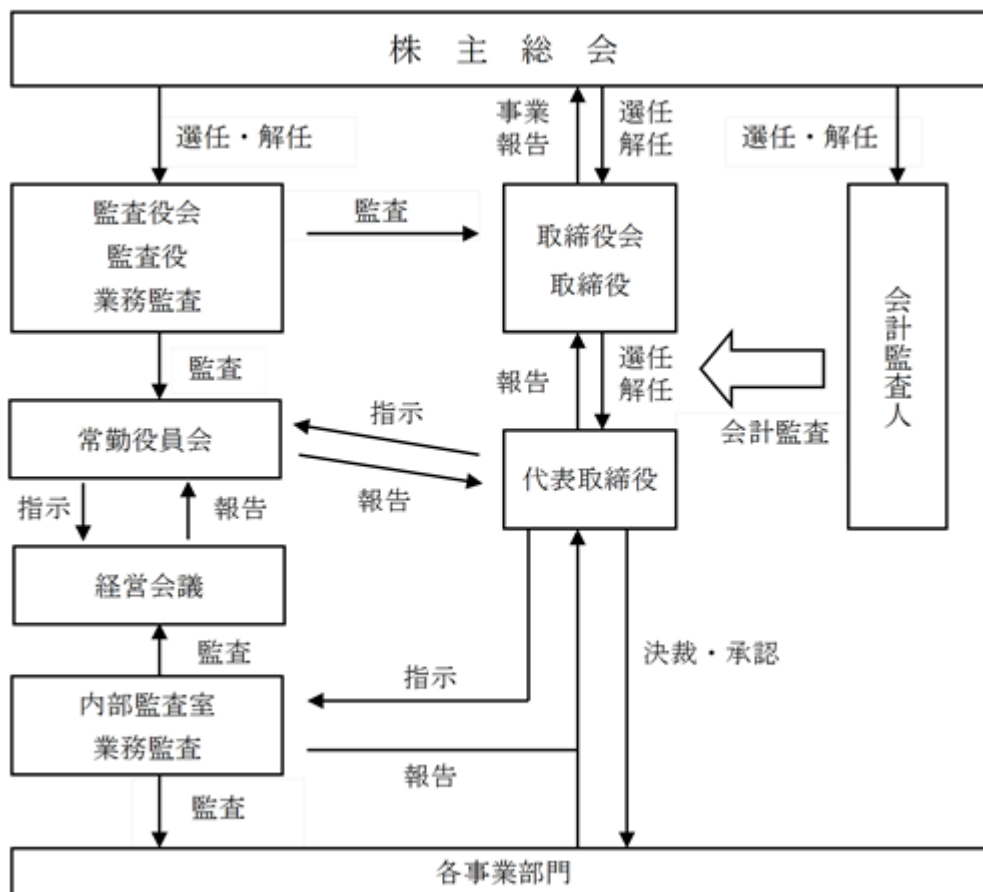 株 主 総 会
選任・解任
事業
報告
選任
解任
選任・解任
監査役会
監査役
業務監査
監査
取締役会
取締役
会計監査人
監査
報告
選任
解任
会計監査
常勤役員会
指示
報告
代表取締役
指示
報告
経営会議
監査
内部監査室
業務監査
指示
決裁・承認
報告
監査
各事業部門